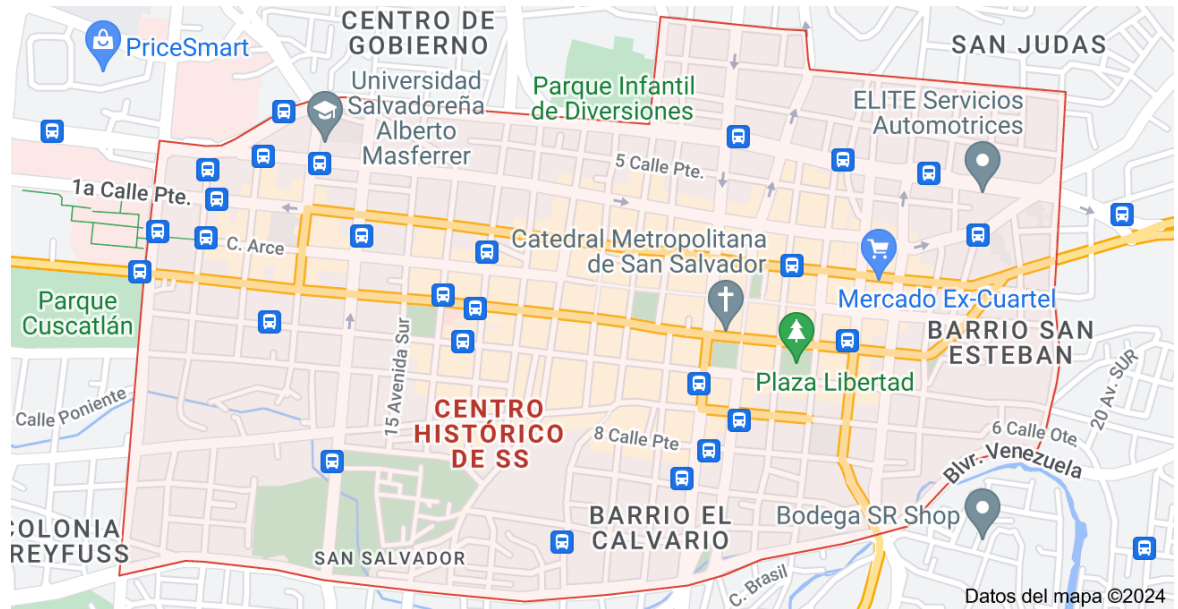 CENTRO DE
GOBIERNO
PriceSmart
SAN JUDAS
Universidad
Salvadoreña
Alberto
Masferrer
Parque Infantil
de Diversiones
ELITE Servicios
Automotrices
5 Calle Pte.
1a Calle Pte.
C. Arce
Catedral Metropolitana
de San Salvador
Mercado Ex-Cuartel
Parque
Cuscatlán
BARRIO SAN
ESTEBAN
15 Avenida Sur
Plaza Libertad
20 Av. SUR
Calle Poniente
CENTRO
HISTÓRICO
DE SS
8 Calle Pte
6 Calle Ote.
Blvr. Venezuela
COLONIA
REYFUSS
SAN SALVADOR
BARRIO EL
CALVARIO
Bodega SR Shop
C. Brasil
Datos del mapa ©2024